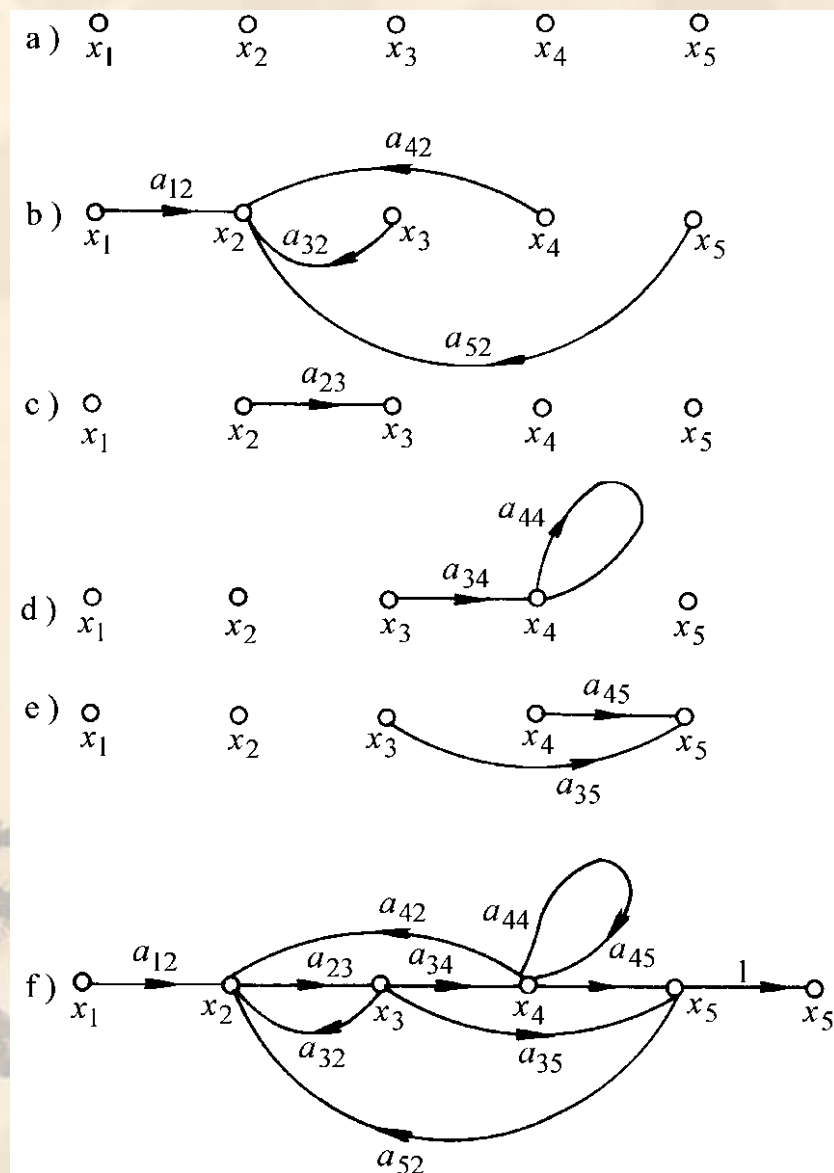 a)
x₁ x₂ x₃ x₄ x₅
a₄₂
a₁₂
b)
x₁ x₂ a₃₂ x₃ x₄ x₅
a₅₂
a₂₃
c)
x₁ x₂ x₃ x₄ x₅
a₄₄
a₃₄
d)
x₁ x₂ x₃ x₄ x₅
a₄₅
e)
x₁ x₂ x₃ x₄ x₅
a₃₅
a₄₂ a₄₄
a₁₂ a₂₃ a₃₄ a₄₅ 1
f)
x₁ x₂ x₃ x₄ x₅ x₅
a₃₂ a₃₅
a₅₂